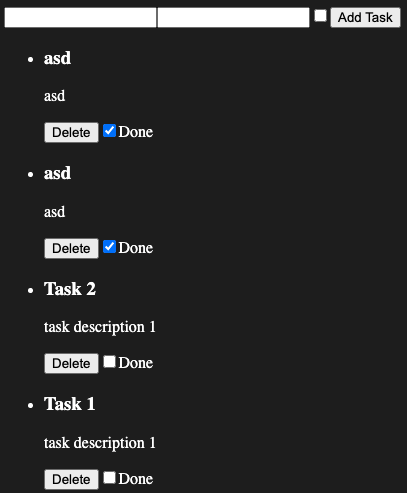 Add Task
asd
asd
Delete Done
asd
asd
Delete Done
Task 2
task description 1
Delete Done
Task 1
task description 1
Delete Done